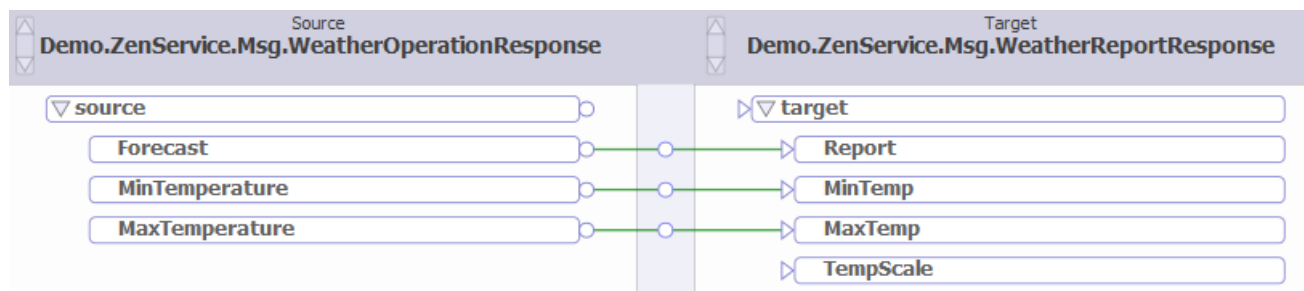 Source
Demo.ZenService.Msg.WeatherOperationResponse
Target
Demo.ZenService.Msg.WeatherReportResponse
source
target
Forecast
Report
MinTemperature
MinTemp
MaxTemperature
MaxTemp
TempScale